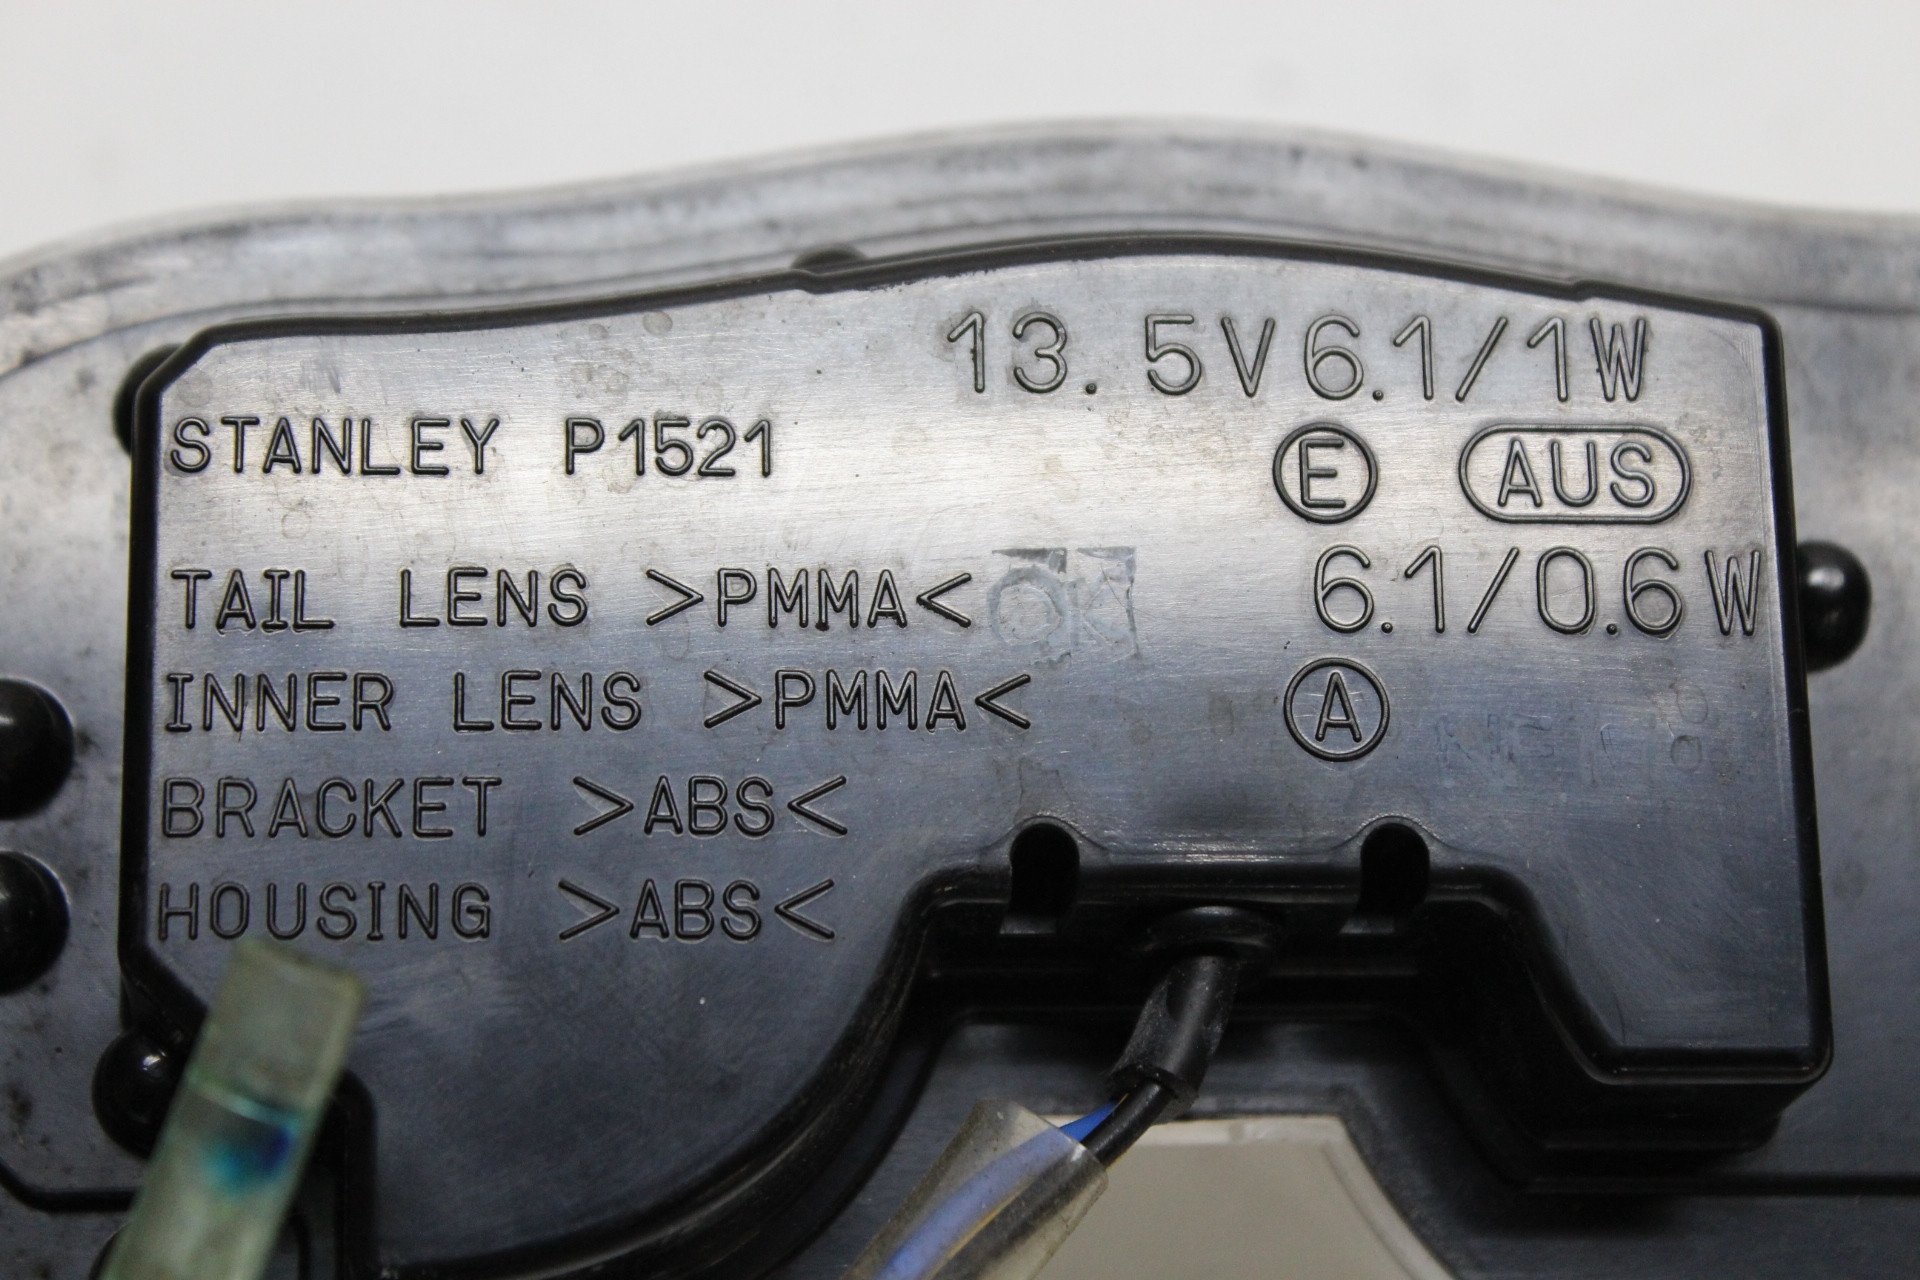 13.5V6.1/1W
STANLEY P1521
E AUS
TAIL LENS >PMMA<
6.1/0.6W
INNER LENS >PMMA<
A
BRACKET >ABS<
HOUSING >ABS<